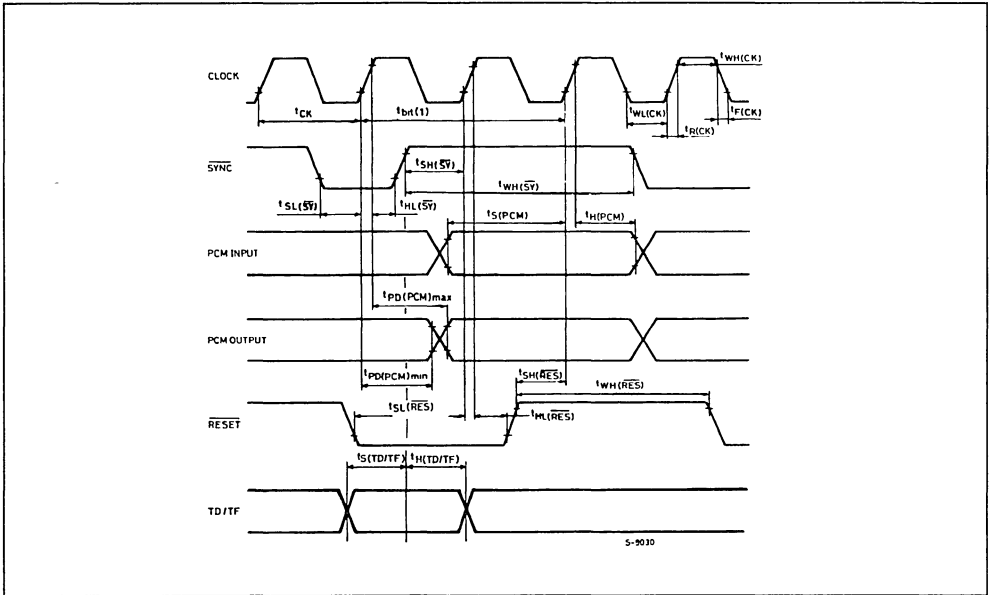 CLOCK
tWH(CK)
tCK
tbit(1)
tWL(CK)
tF(CK)
tR(CK)
SYNC
tSH(SY)
tWH(SY)
tSL(SY)
tHL(SY)
tS(PCM)
tH(PCM)
PCM INPUT
tPD(PCM)max
PCM OUTPUT
tPD(PCM)min
tSH(RES)
tWH(RES)
tSL(RES)
tHL(RES)
RESET
tS(TD/TF)
tH(TD/TF)
TD/TF
S-9030